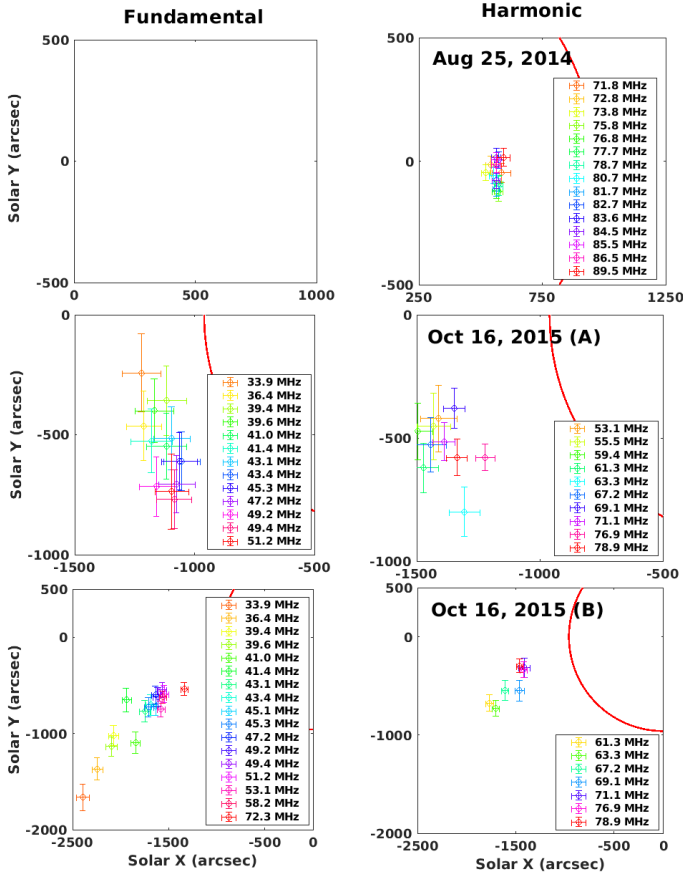 Fundamental
Harmonic
500
0
-500
0
500
1000
Solar Y (arcsec)
Aug 25, 2014
500
0
-500
250
750
1250
71.8 MHz
72.8 MHz
73.8 MHz
75.8 MHz
76.8 MHz
77.7 MHz
78.7 MHz
80.7 MHz
81.7 MHz
82.7 MHz
83.6 MHz
84.5 MHz
85.5 MHz
86.5 MHz
89.5 MHz
0
-500
-1000
-1500
-1000
-500
Solar Y (arcsec)
33.9 MHz
36.4 MHz
39.4 MHz
39.6 MHz
41.0 MHz
41.4 MHz
43.1 MHz
43.4 MHz
45.3 MHz
47.2 MHz
49.2 MHz
49.4 MHz
51.2 MHz
Oct 16, 2015 (A)
0
-500
-1000
-1500
-1000
-500
53.1 MHz
55.5 MHz
59.4 MHz
61.3 MHz
63.3 MHz
67.2 MHz
69.1 MHz
71.1 MHz
76.9 MHz
78.9 MHz
500
0
-1000
-2000
-2500
-1500
0
Solar Y (arcsec)
Solar X (arcsec)
33.9 MHz
36.4 MHz
39.4 MHz
39.6 MHz
41.0 MHz
41.4 MHz
43.1 MHz
43.4 MHz
45.1 MHz
45.3 MHz
47.2 MHz
49.2 MHz
49.4 MHz
51.2 MHz
53.1 MHz
58.2 MHz
72.3 MHz
Oct 16, 2015 (B)
500
0
-1000
-2000
-2500
-1500
0
Solar X (arcsec)
61.3 MHz
63.3 MHz
67.2 MHz
69.1 MHz
71.1 MHz
76.9 MHz
78.9 MHz